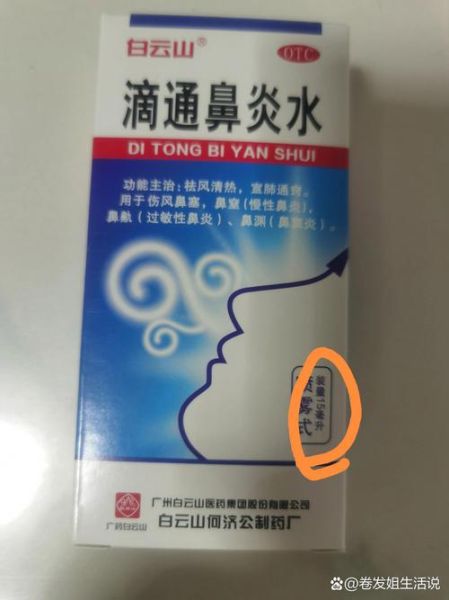 白云山®
OTC
滴通鼻炎水
DI TONG BI YAN SHUI
功能主治：祛风清热，宣肺通窍。
用于伤风鼻塞，鼻窒（慢性鼻炎），
鼻鼽（过敏性鼻炎）、鼻渊（鼻窦炎）。
装量15毫升
喷雾式
广药白云山
广州白云山医药集团股份有限公司
白云山何济公制药厂
@卷发姐生活说